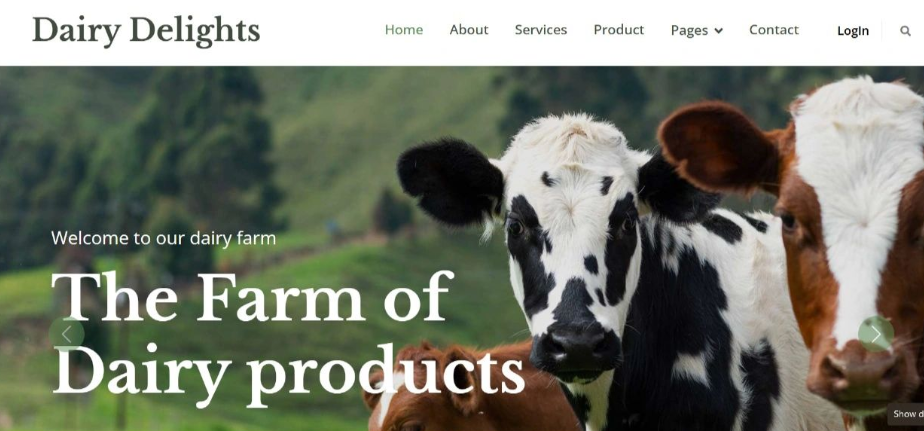 Dairy Delights
Home About Services Product Pages Contact LogIn
Welcome to our dairy farm
The Farm of
Dairy products
Show d